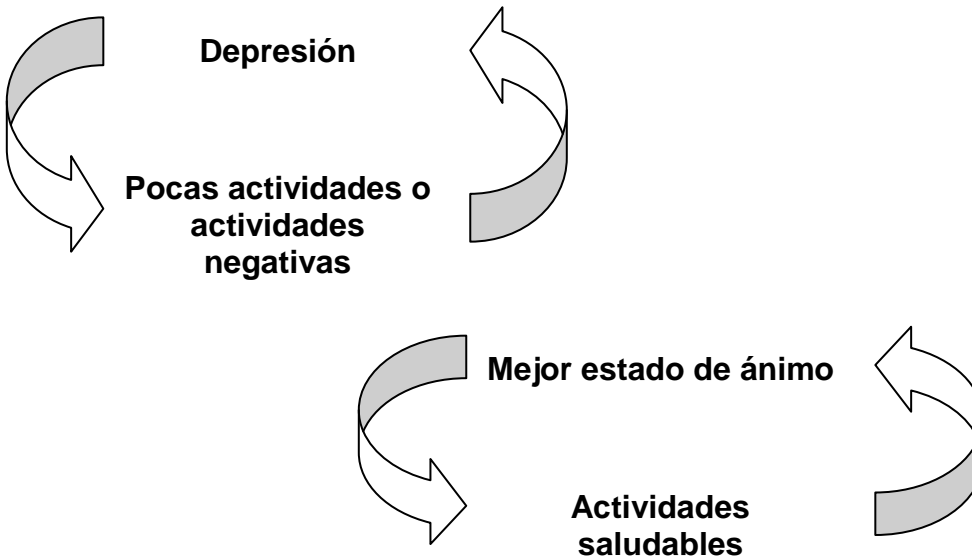 Depresión
Pocas actividades o
actividades
negativas
Mejor estado de ánimo
Actividades
saludables